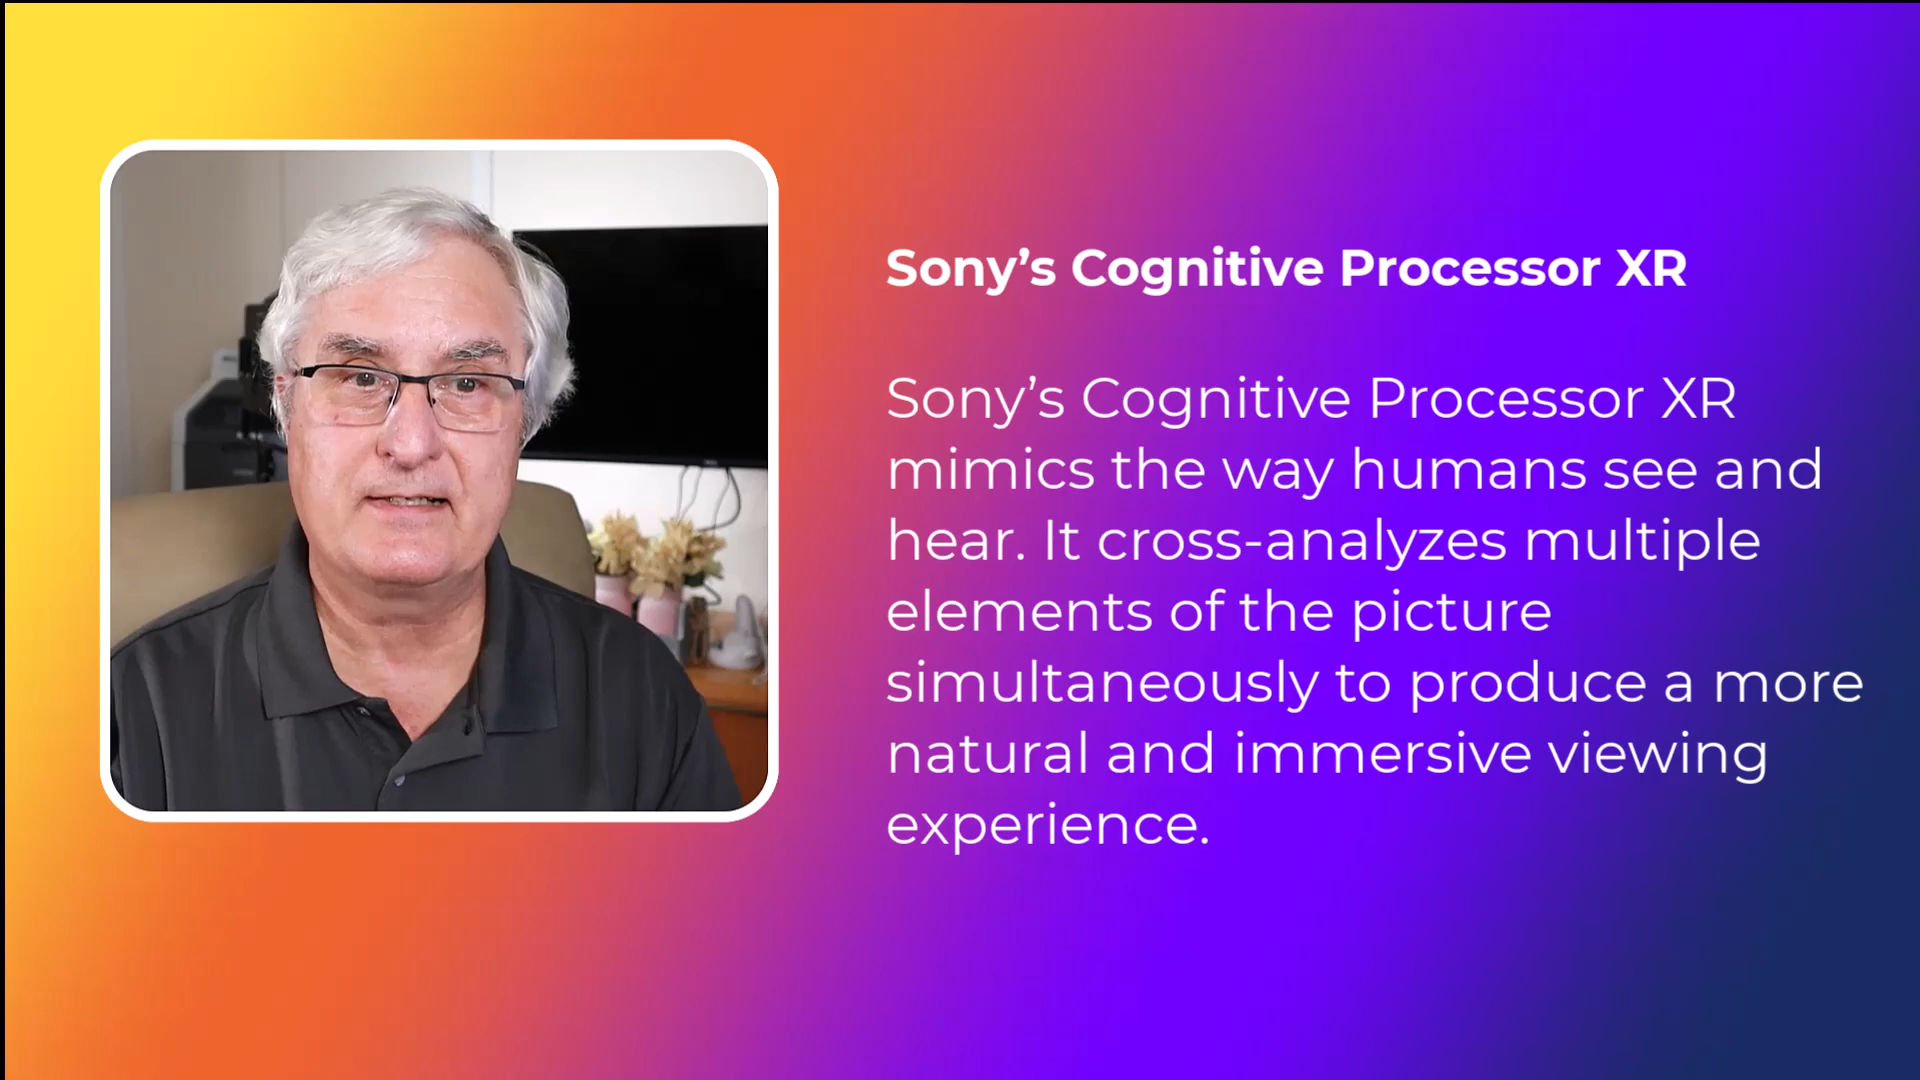 Sony’s Cognitive Processor XR
Sony’s Cognitive Processor XR
mimics the way humans see and
hear. It cross-analyzes multiple
elements of the picture
simultaneously to produce a more
natural and immersive viewing
experience.